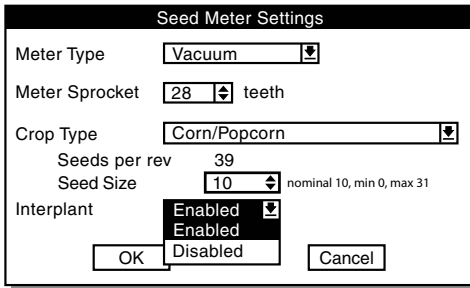 Seed Meter Settings
Meter Type Vacuum
Meter Sprocket 28 teeth
Crop Type Corn/Popcorn
Seeds per rev 39
Seed Size 10 nominal 10, min 0, max 31
Interplant Enabled
Enabled
Disabled
OK Cancel